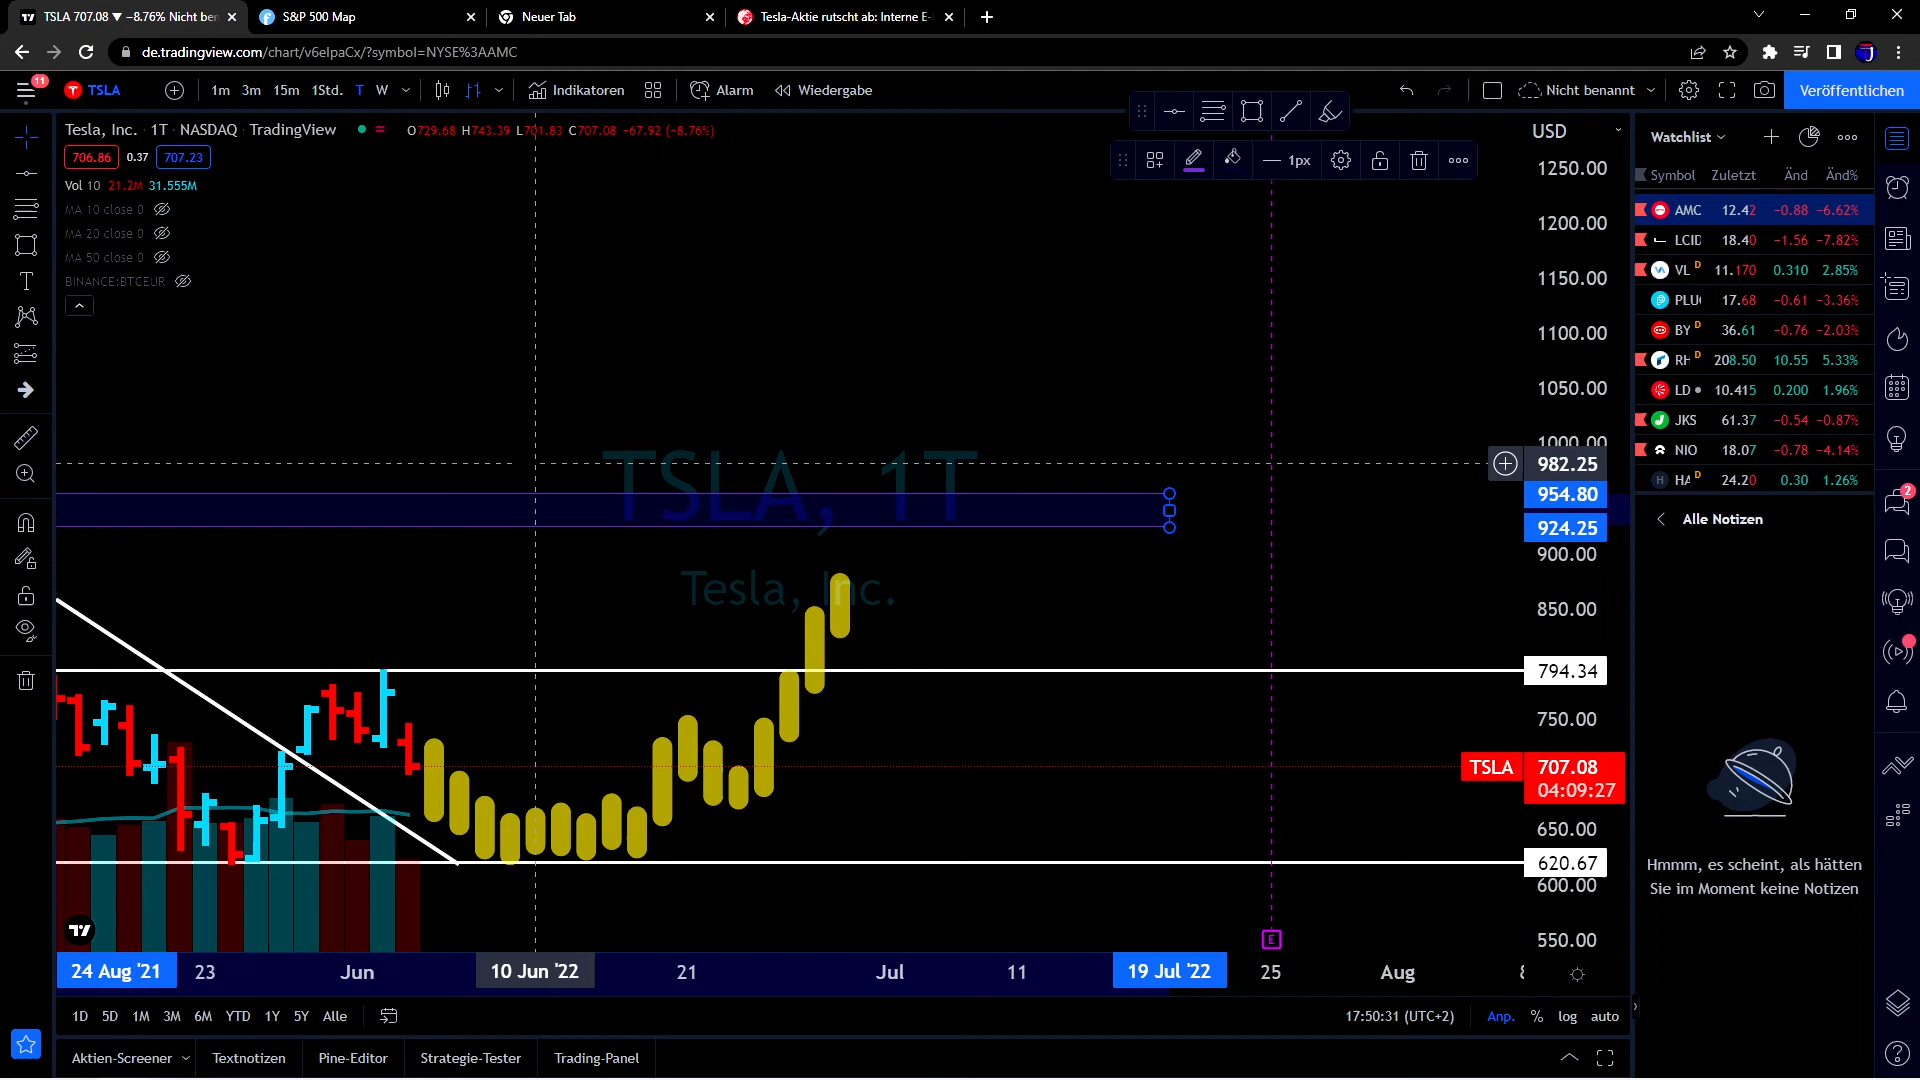 TSLA 707.08 ▼ −8.76% Nicht ben
S&P 500 Map
Neuer Tab
Tesla-Aktie rutscht ab: Interne E-
de.tradingview.com/chart/v6elpaCx/?symbol=NYSE%3AAMC
11
TSLA
1m 3m 15m 1Std. T W
Indikatoren
Alarm
Wiedergabe
Nicht benannt
Veröffentlichen
Tesla, Inc. · 1T · NASDAQ · TradingView
O729.68 H743.39 L701.83 C707.08 −67.92 (−8.76%)
706.86 0.37 707.23
Vol 10 21.2M 31.555M
MA 10 close 0
MA 20 close 0
MA 50 close 0
BINANCE:BTCEUR
1px
USD
1250.00
1200.00
1150.00
1100.00
1050.00
1000.00
982.25
954.80
924.25
900.00
850.00
794.34
750.00
TSLA 707.08
04:09:27
650.00
620.67
600.00
550.00
TSLA, 1T
Tesla, Inc.
E
24 Aug '21 23 Jun 10 Jun '22 21 Jul 11 19 Jul '22 25 Aug
1D 5D 1M 3M 6M YTD 1Y 5Y Alle
17:50:31 (UTC+2) Anp. % log auto
Aktien-Screener Textnotizen Pine-Editor Strategie-Tester Trading-Panel
Watchlist
Symbol Zuletzt Änd Änd%
AMC 12.42 −0.88 −6.62%
LCID 18.40 −1.56 −7.82%
VL D 11.170 0.310 2.85%
PLU 17.68 −0.61 −3.36%
BY D 36.61 −0.76 −2.03%
RH D 208.50 10.55 5.33%
LD 10.415 0.200 1.96%
JKS 61.37 −0.54 −0.87%
NIO 18.07 −0.78 −4.14%
H HA D 24.20 0.30 1.26%
Alle Notizen
2
Hmmm, es scheint, als hätten
Sie im Moment keine Notizen